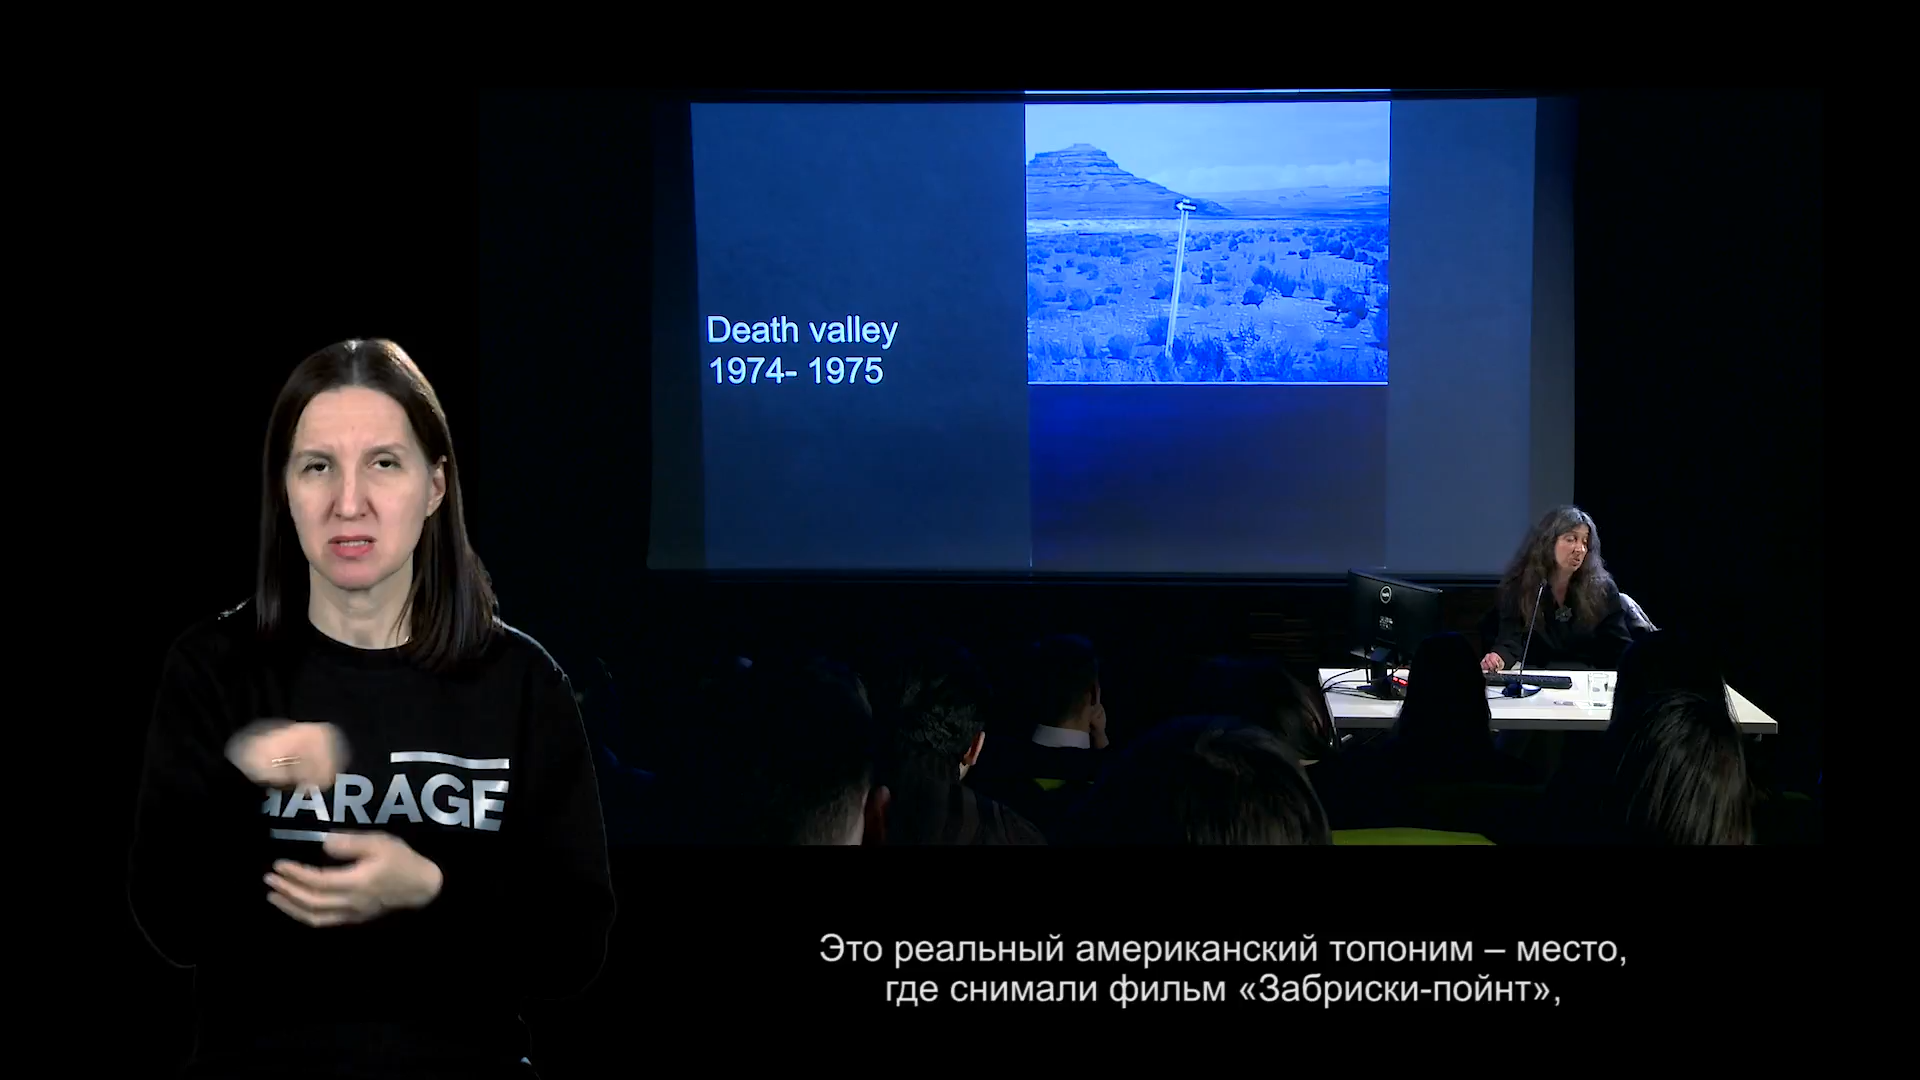 Death valley
1974- 1975
GARAGE
Это реальный американский топоним – место,
где снимали фильм «Забриски-пойнт»,